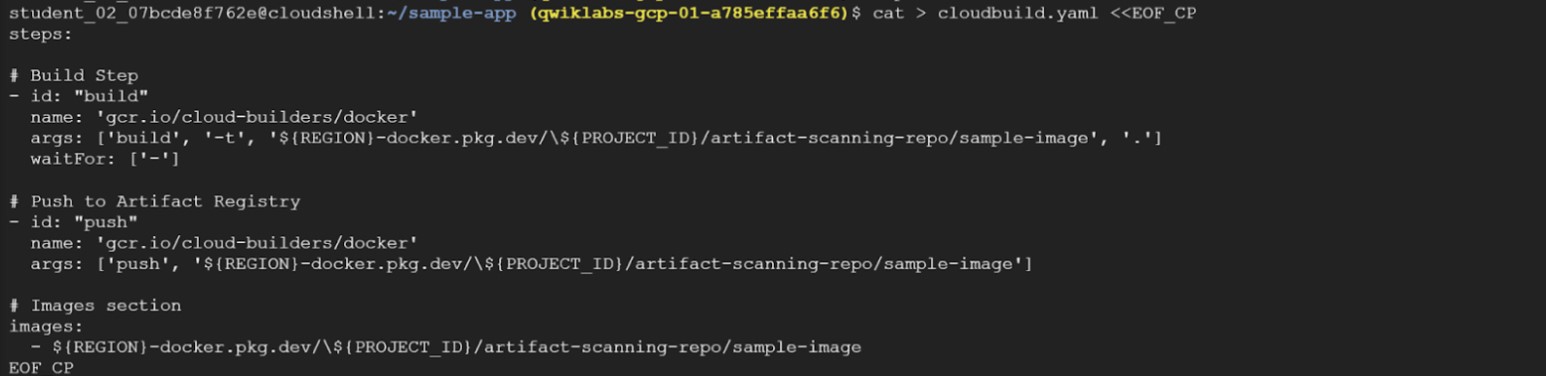 student_02_07bcde8f762e@cloudshell:~/sample-app (qwiklabs-gcp-01-a785effaa6f6)$ cat > cloudbuild.yaml <<EOF_CP
steps:

# Build Step
- id: "build"
  name: 'gcr.io/cloud-builders/docker'
  args: ['build', '-t', '${REGION}-docker.pkg.dev/\${PROJECT_ID}/artifact-scanning-repo/sample-image', '.']
  waitFor: ['-']

# Push to Artifact Registry
- id: "push"
  name: 'gcr.io/cloud-builders/docker'
  args: ['push', '${REGION}-docker.pkg.dev/\${PROJECT_ID}/artifact-scanning-repo/sample-image']

# Images section
images:
  - ${REGION}-docker.pkg.dev/\${PROJECT_ID}/artifact-scanning-repo/sample-image
EOF_CP